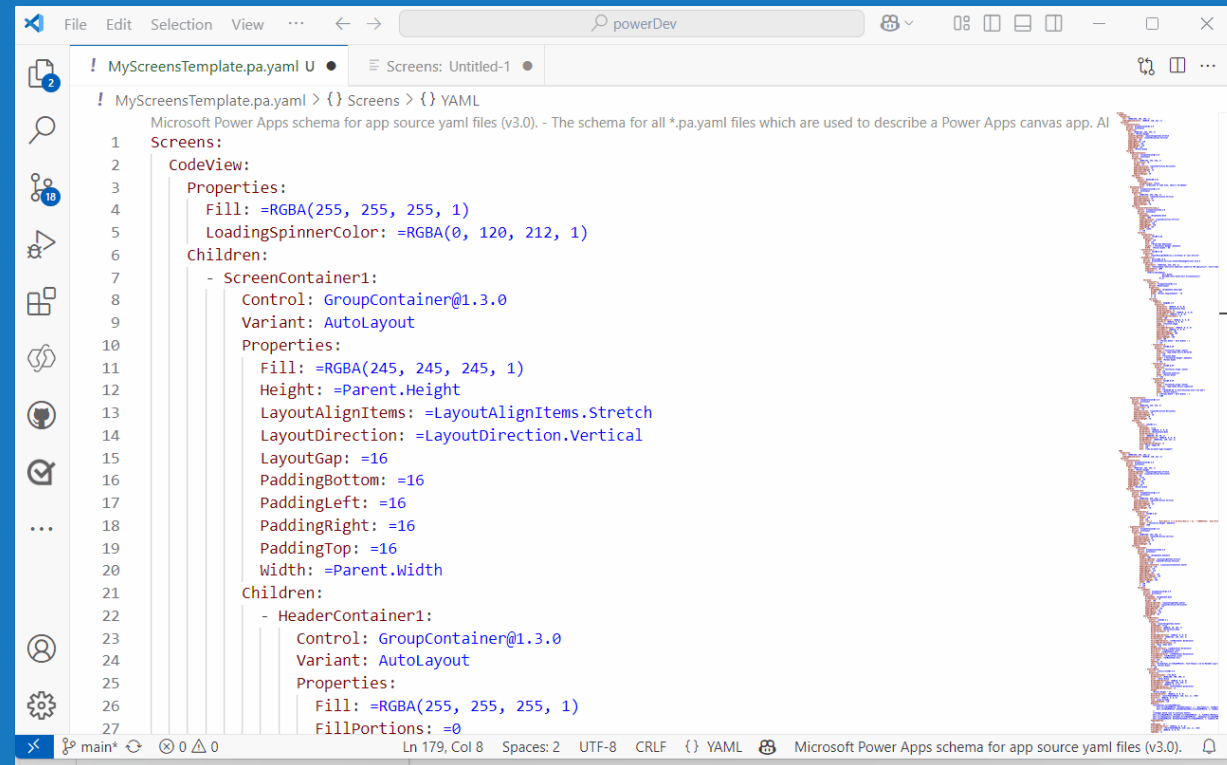 File Edit Selection View ··· powerDev
! MyScreensTemplate.pa.yaml U ● Screens: Untitled-1 ●
! MyScreensTemplate.pa.yaml > {} Screens > {} YAML
Microsoft Power Apps schema for app source yaml files (v3.0). - The schema for all *.pa.yaml files which are used to describe a Power Apps canvas app. Al
1 Screens:
2 CodeView:
3 Properties:
4 Fill: =RGBA(255, 255, 255, 1)
5 LoadingSpinnerColor: =RGBA(0, 120, 212, 1)
6 Children:
7 - ScreenContainer1:
8 Control: GroupContainer@1.3.0
9 Variant: AutoLayout
10 Properties:
11 Fill: =RGBA(245, 245, 245, 1)
12 Height: =Parent.Height
13 LayoutAlignItems: =LayoutAlignItems.Stretch
14 LayoutDirection: =LayoutDirection.Vertical
15 LayoutGap: =16
16 PaddingBottom: =16
17 PaddingLeft: =16
18 PaddingRight: =16
19 PaddingTop: =16
20 Width: =Parent.Width
21 Children:
22 - HeaderContainer1:
23 Control: GroupContainer@1.3.0
24 Variant: AutoLayout
25 Properties:
26 Fill: =RGBA(255, 255, 255, 1)
27 FillPortions: =0
2
18
main* 0 0 Ln 179, Col 8 Spaces: 2 UTF-8 CRLF {} YAML Microsoft Power Apps schema for app source yaml files (v3.0).